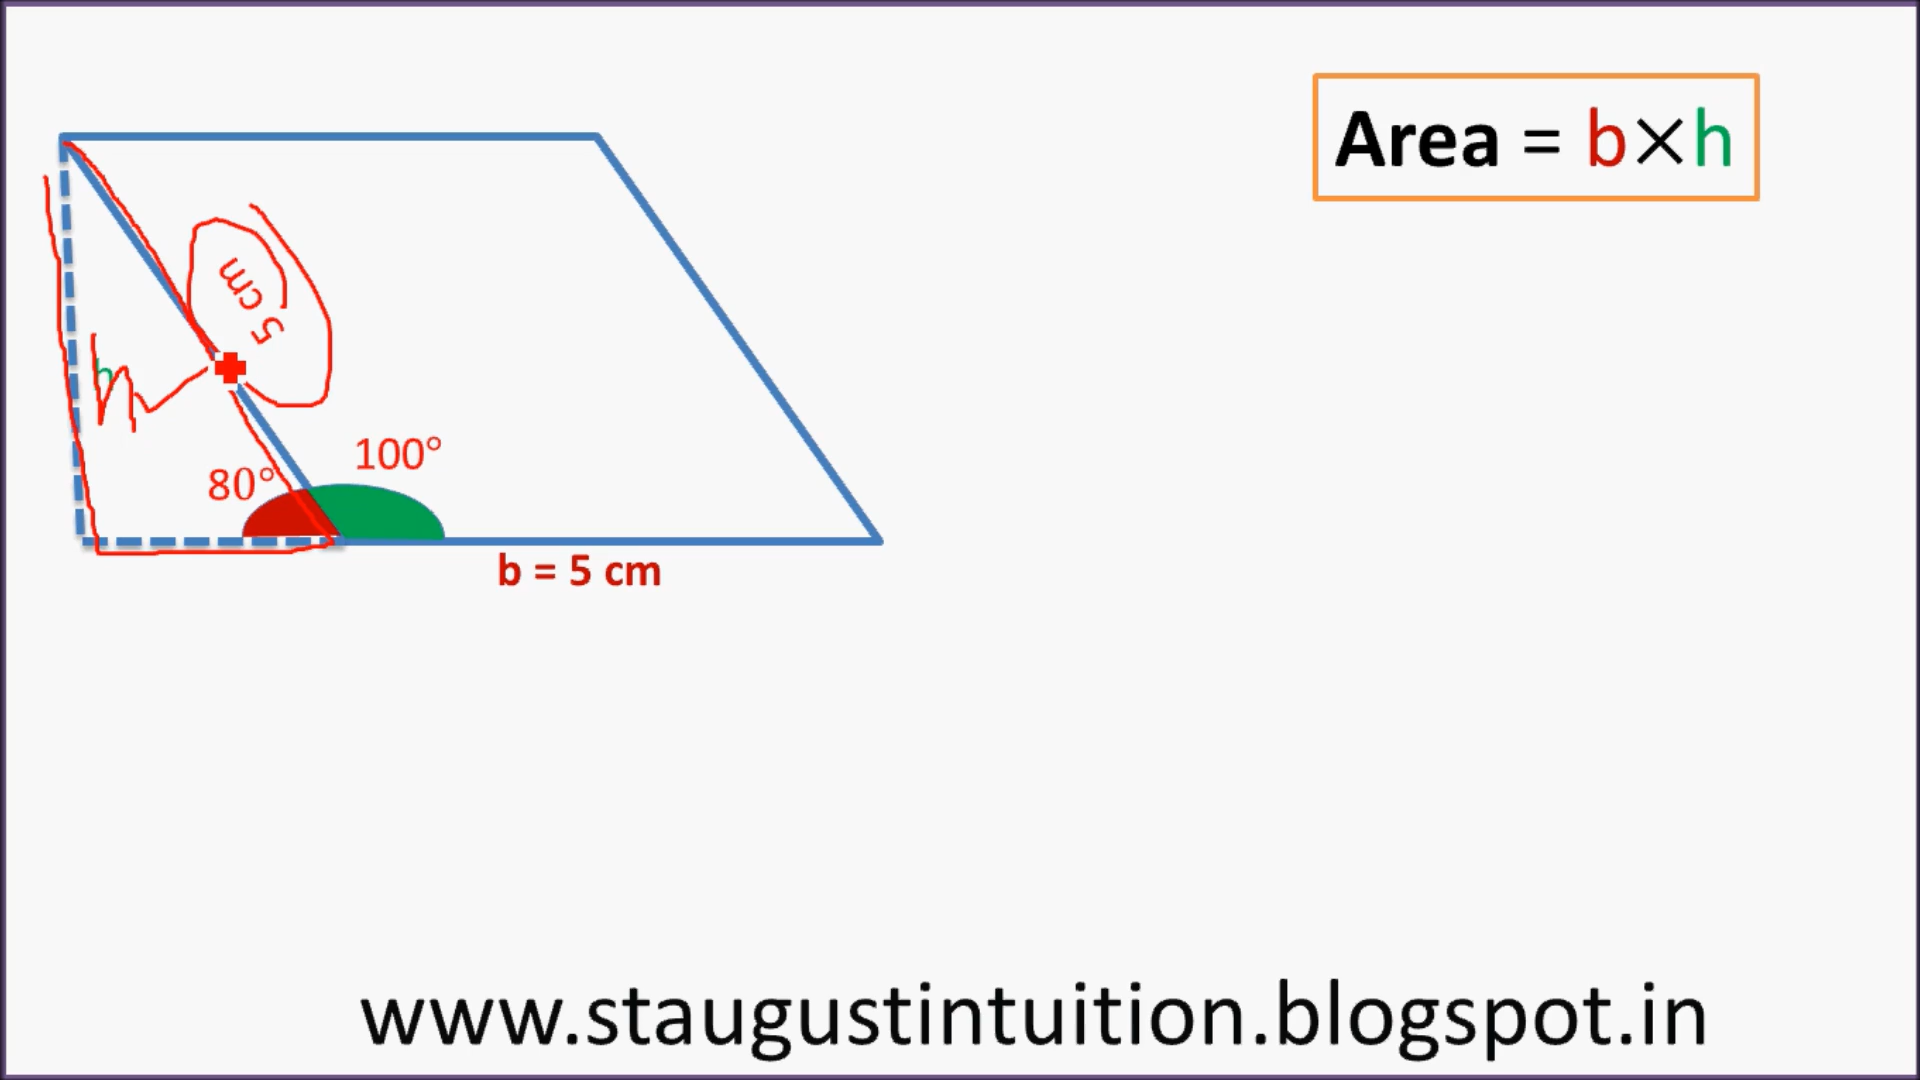 Area = b×h
5 cm
h
h
80°
100°
b = 5 cm
www.staugustintuition.blogspot.in